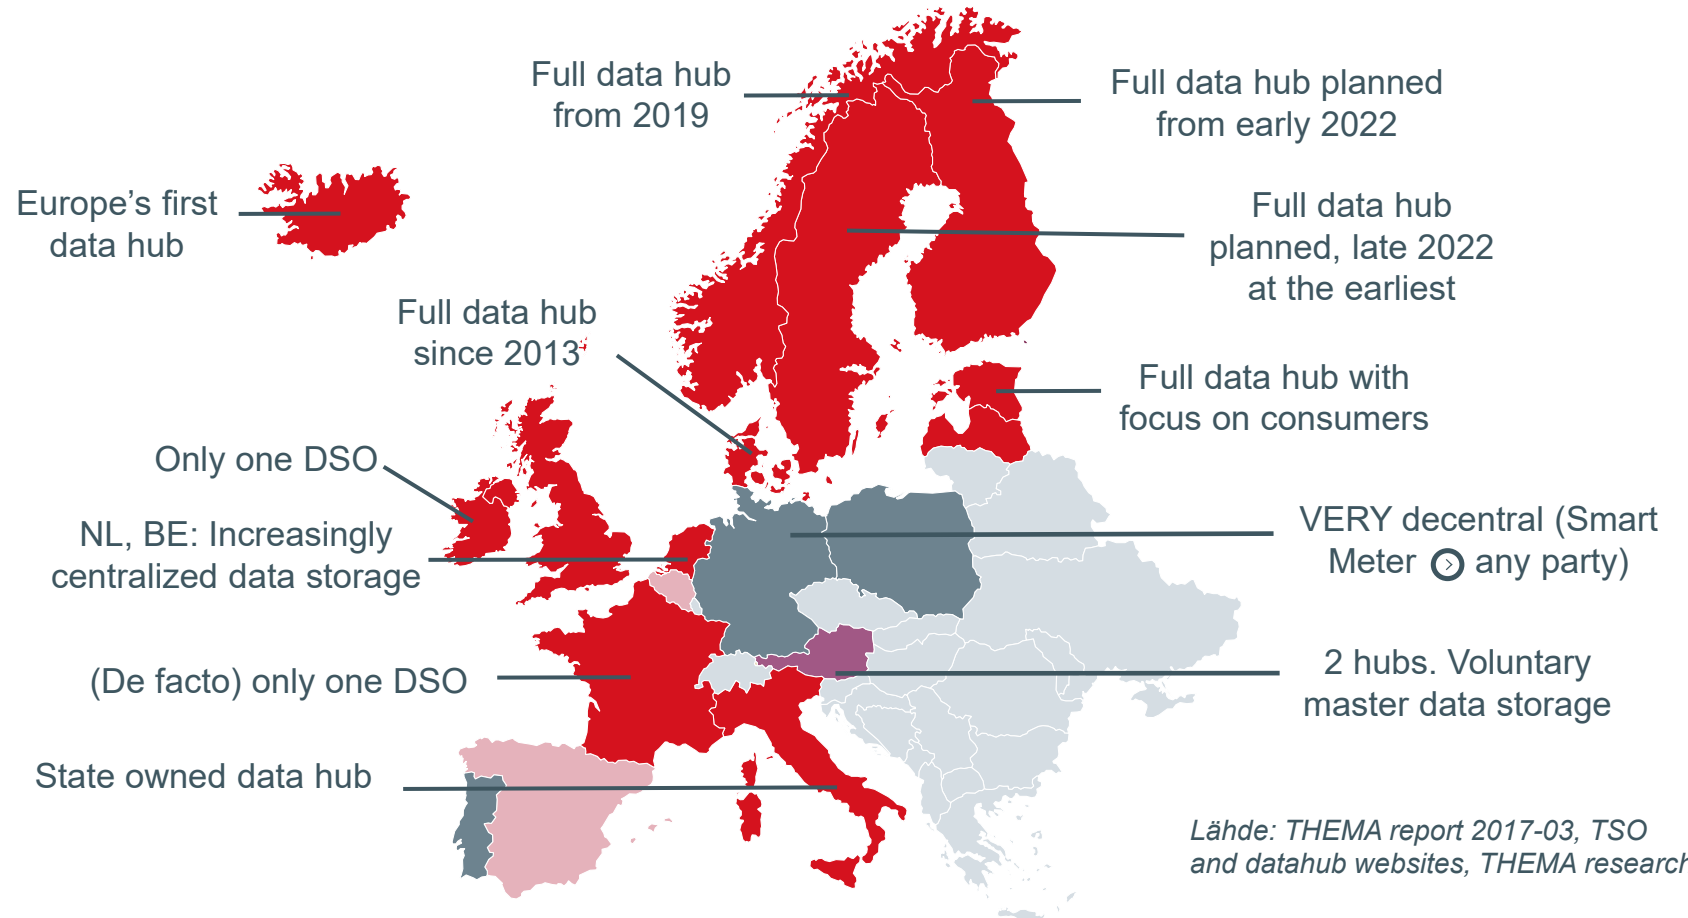 Full data hub
from 2019
Full data hub planned
from early 2022
Europe's first
data hub
Full data hub
planned, late 2022
at the earliest
Full data hub
since 2013
Full data hub with
focus on consumers
Only one DSO
NL, BE: Increasingly
centralized data storage
VERY decentral (Smart
Meter any party)
(De facto) only one DSO
2 hubs. Voluntary
master data storage
State owned data hub
Lähde: THEMA report 2017-03, TSO
and datahub websites, THEMA research